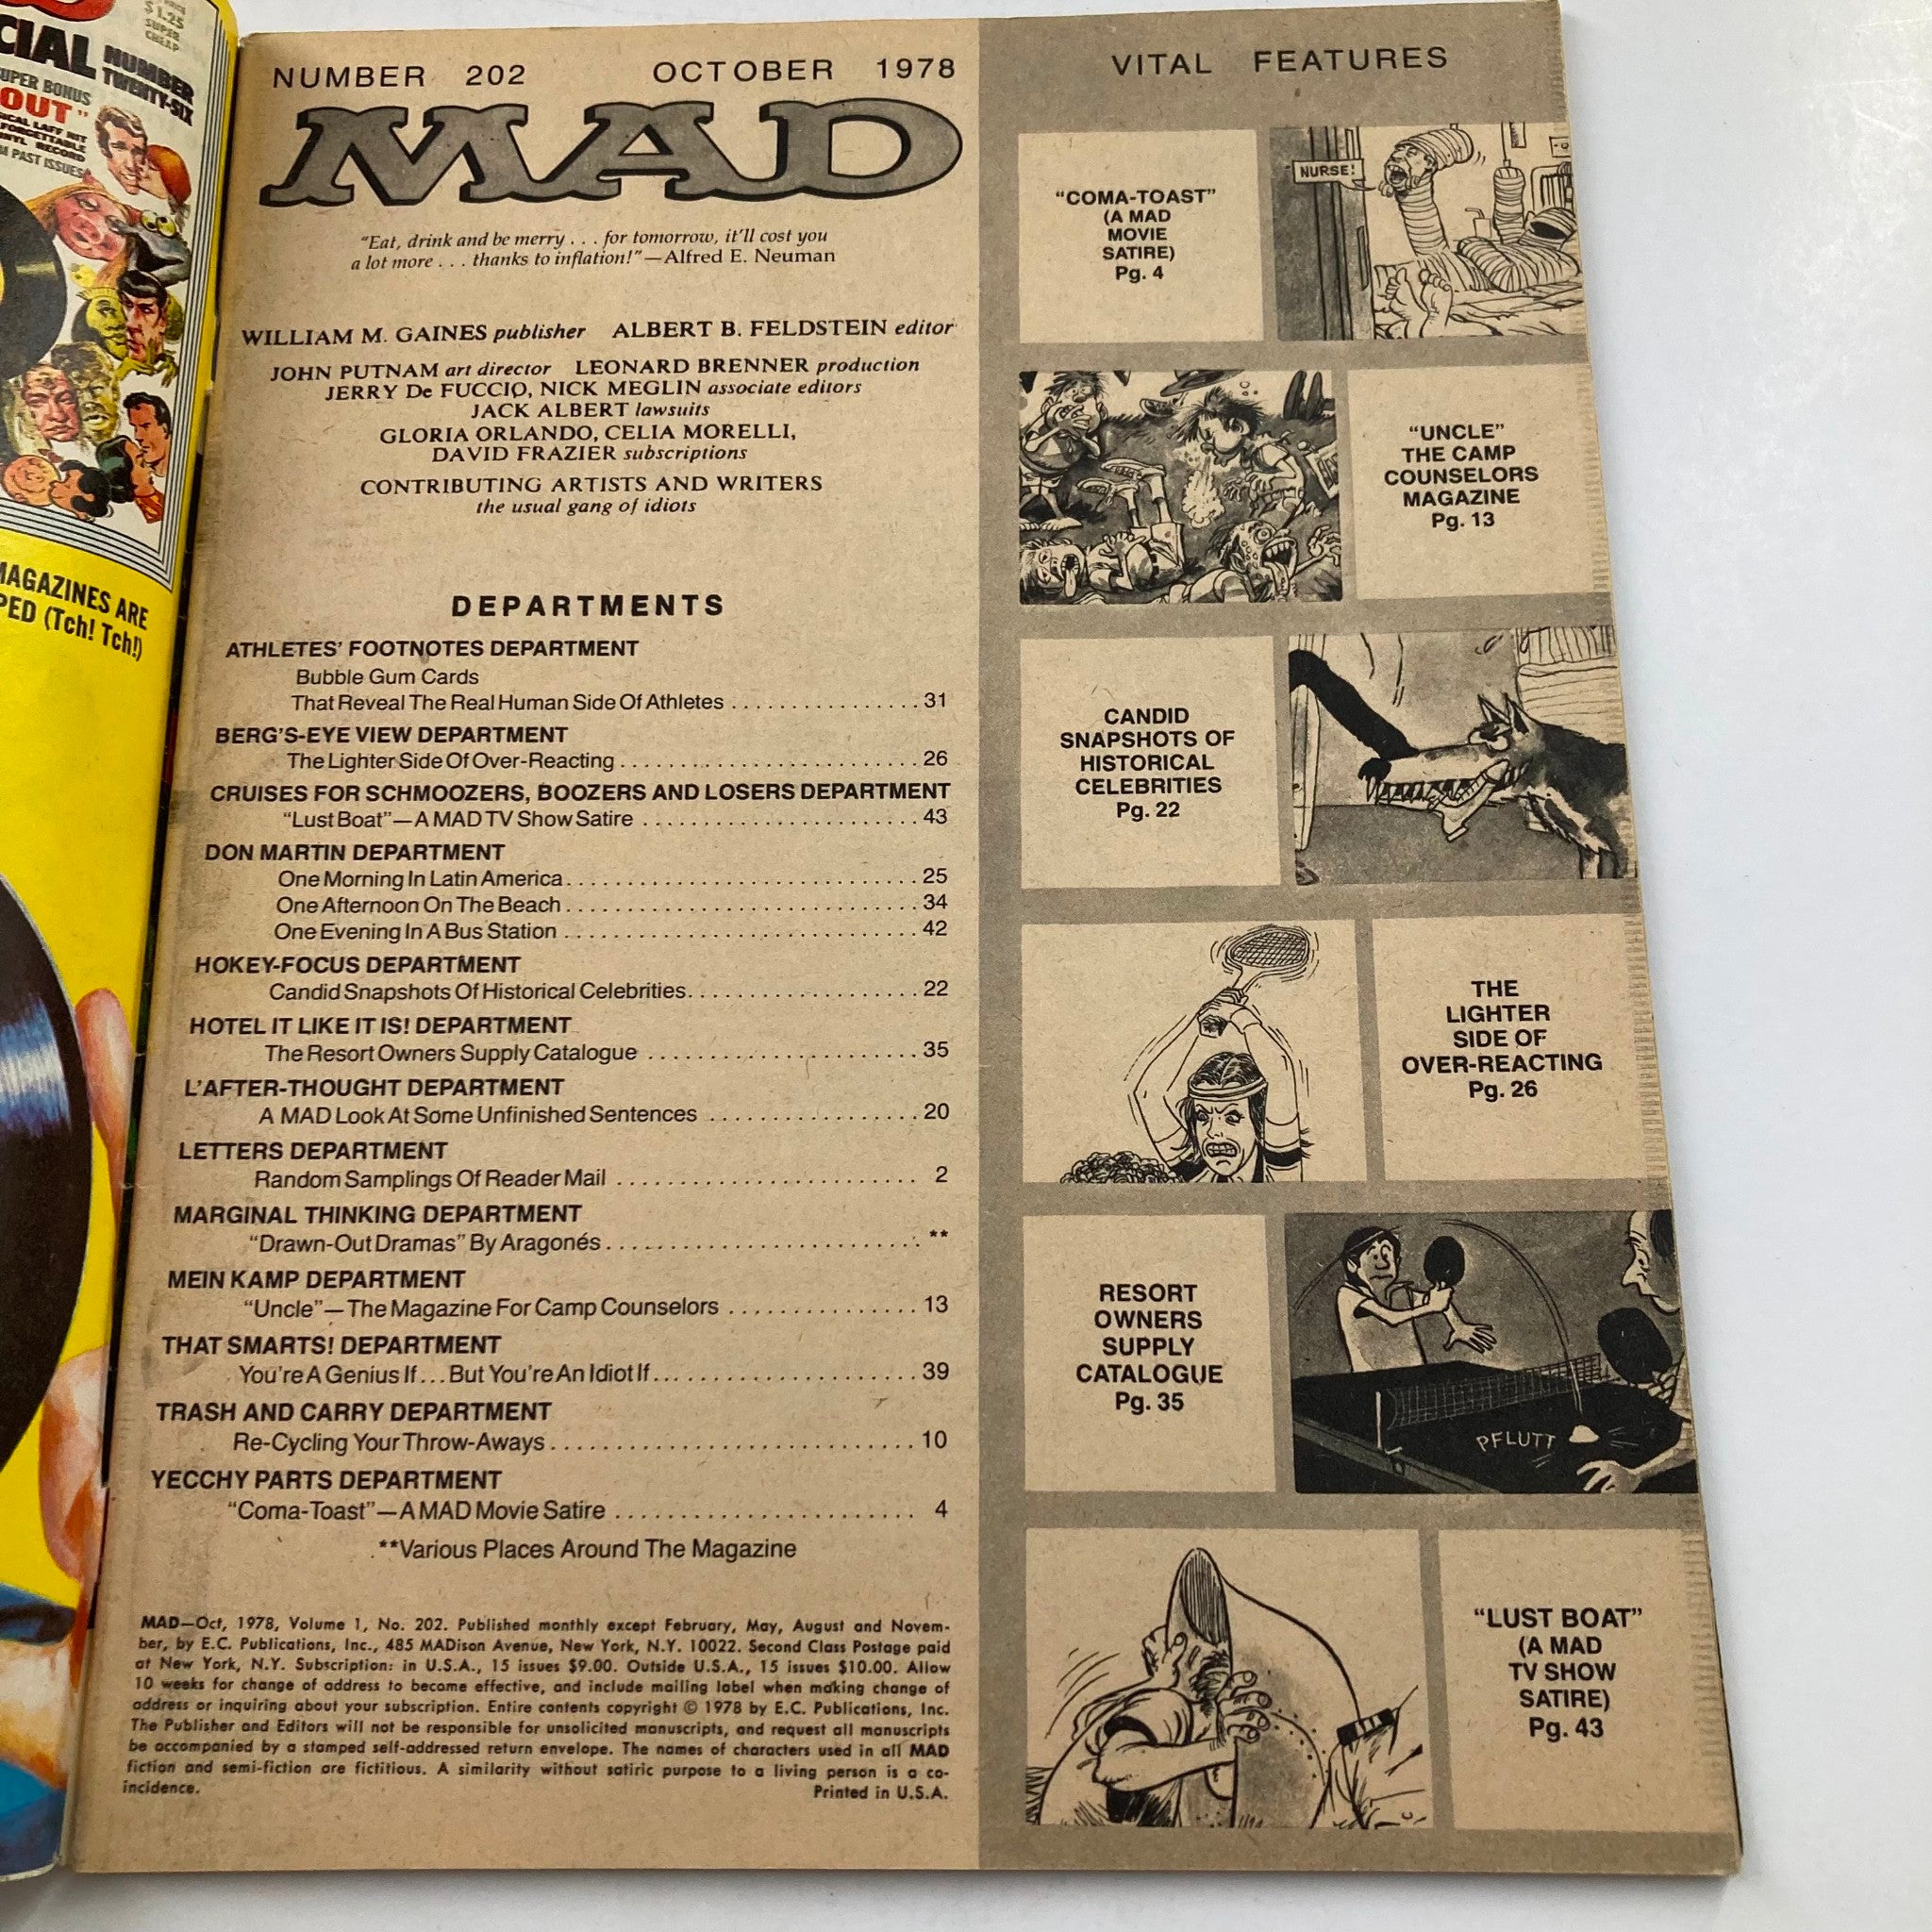 $1.25
SUPER
CHEAP
CIAL NUMBER
TWENTY-SIX
SUPER BONUS
OUT"
LAFF HIT
FORGETTABLE
VINYL RECORD
PAST ISSUES
MAGAZINES ARE
PED (Tch! Tch!)
NUMBER 202 OCTOBER 1978
MAD
"Eat, drink and be merry . . . for tomorrow, it'll cost you
a lot more . . . thanks to inflation!"—Alfred E. Neuman
WILLIAM M. GAINES publisher ALBERT B. FELDSTEIN editor
JOHN PUTNAM art director LEONARD BRENNER production
JERRY De FUCCIO, NICK MEGLIN associate editors
JACK ALBERT lawsuits
GLORIA ORLANDO, CELIA MORELLI,
DAVID FRAZIER subscriptions
CONTRIBUTING ARTISTS AND WRITERS
the usual gang of idiots
DEPARTMENTS
ATHLETES' FOOTNOTES DEPARTMENT
Bubble Gum Cards
That Reveal The Real Human Side Of Athletes . . . . . . . . . . . . . . . . 31
BERG'S-EYE VIEW DEPARTMENT
The Lighter Side Of Over-Reacting . . . . . . . . . . . . . . . . . . . . . . . . . 26
CRUISES FOR SCHMOOZERS, BOOZERS AND LOSERS DEPARTMENT
"Lust Boat"—A MAD TV Show Satire . . . . . . . . . . . . . . . . . . . . . . . 43
DON MARTIN DEPARTMENT
One Morning In Latin America . . . . . . . . . . . . . . . . . . . . . . . . . . . . . 25
One Afternoon On The Beach . . . . . . . . . . . . . . . . . . . . . . . . . . . . . 34
One Evening In A Bus Station . . . . . . . . . . . . . . . . . . . . . . . . . . . . . 42
HOKEY-FOCUS DEPARTMENT
Candid Snapshots Of Historical Celebrities . . . . . . . . . . . . . . . . . . . 22
HOTEL IT LIKE IT IS! DEPARTMENT
The Resort Owners Supply Catalogue . . . . . . . . . . . . . . . . . . . . . . 35
L'AFTER-THOUGHT DEPARTMENT
A MAD Look At Some Unfinished Sentences . . . . . . . . . . . . . . . . . 20
LETTERS DEPARTMENT
Random Samplings Of Reader Mail . . . . . . . . . . . . . . . . . . . . . . . . 2
MARGINAL THINKING DEPARTMENT
"Drawn-Out Dramas" By Aragonés . . . . . . . . . . . . . . . . . . . . . . . . . **
MEIN KAMP DEPARTMENT
"Uncle"—The Magazine For Camp Counselors . . . . . . . . . . . . . . . 13
THAT SMARTS! DEPARTMENT
You're A Genius If . . . But You're An Idiot If . . . . . . . . . . . . . . . . . . . . . 39
TRASH AND CARRY DEPARTMENT
Re-Cycling Your Throw-Aways . . . . . . . . . . . . . . . . . . . . . . . . . . . . 10
YECCHY PARTS DEPARTMENT
"Coma-Toast"—A MAD Movie Satire . . . . . . . . . . . . . . . . . . . . . . . 4
**Various Places Around The Magazine
MAD—Oct, 1978, Volume 1, No. 202. Published monthly except February, May, August and Novem-
ber, by E.C. Publications, Inc., 485 MADison Avenue, New York, N.Y. 10022. Second Class Postage paid
at New York, N.Y. Subscription: in U.S.A., 15 issues $9.00. Outside U.S.A., 15 issues $10.00. Allow
10 weeks for change of address to become effective, and include mailing label when making change of
address or inquiring about your subscription. Entire contents copyright © 1978 by E.C. Publications, Inc.
The Publisher and Editors will not be responsible for unsolicited manuscripts, and request all manuscripts
be accompanied by a stamped self-addressed return envelope. The names of characters used in all MAD
fiction and semi-fiction are fictitious. A similarity without satiric purpose to a living person is a co-
incidence. Printed in U.S.A.
VITAL FEATURES
"COMA-TOAST"
(A MAD
MOVIE
SATIRE)
Pg. 4
NURSE!
"UNCLE"
THE CAMP
COUNSELORS
MAGAZINE
Pg. 13
CANDID
SNAPSHOTS OF
HISTORICAL
CELEBRITIES
Pg. 22
THE
LIGHTER
SIDE OF
OVER-REACTING
Pg. 26
RESORT
OWNERS
SUPPLY
CATALOGUE
Pg. 35
PFLUTT
"LUST BOAT"
(A MAD
TV SHOW
SATIRE)
Pg. 43